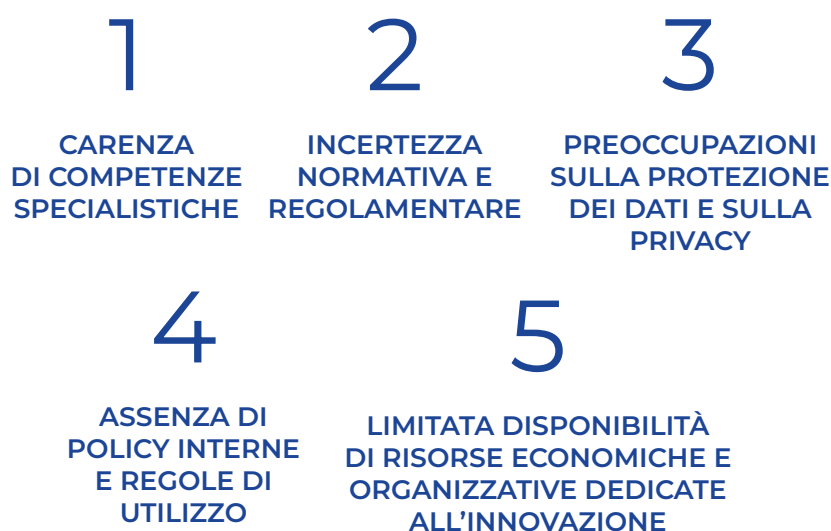 1
CARENZA
DI COMPETENZE
SPECIALISTICHE
2
INCERTEZZA
NORMATIVA E
REGOLAMENTARE
3
PREOCCUPAZIONI
SULLA PROTEZIONE
DEI DATI E SULLA
PRIVACY
4
ASSENZA DI
POLICY INTERNE
E REGOLE DI
UTILIZZO
5
LIMITATA DISPONIBILITÀ
DI RISORSE ECONOMICHE E
ORGANIZZATIVE DEDICATE
ALL'INNOVAZIONE